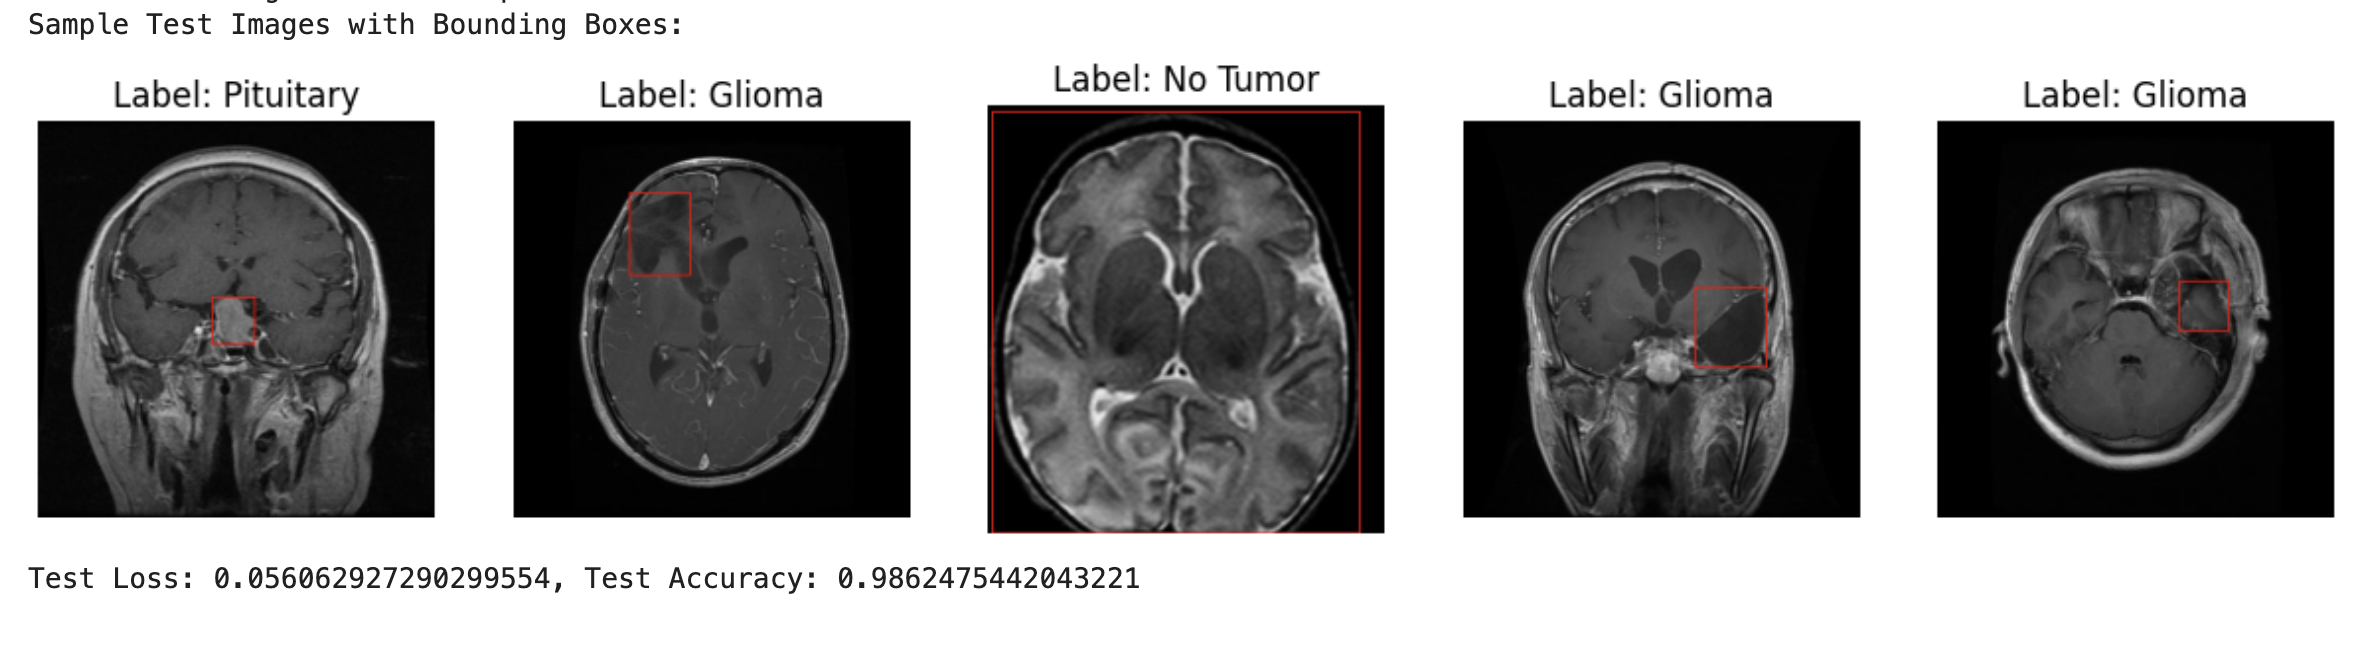 Sample Test Images with Bounding Boxes:
Label: Pituitary
Label: Glioma
Label: No Tumor
Label: Glioma
Label: Glioma
Test Loss: 0.056062927290299554, Test Accuracy: 0.9862475442043221